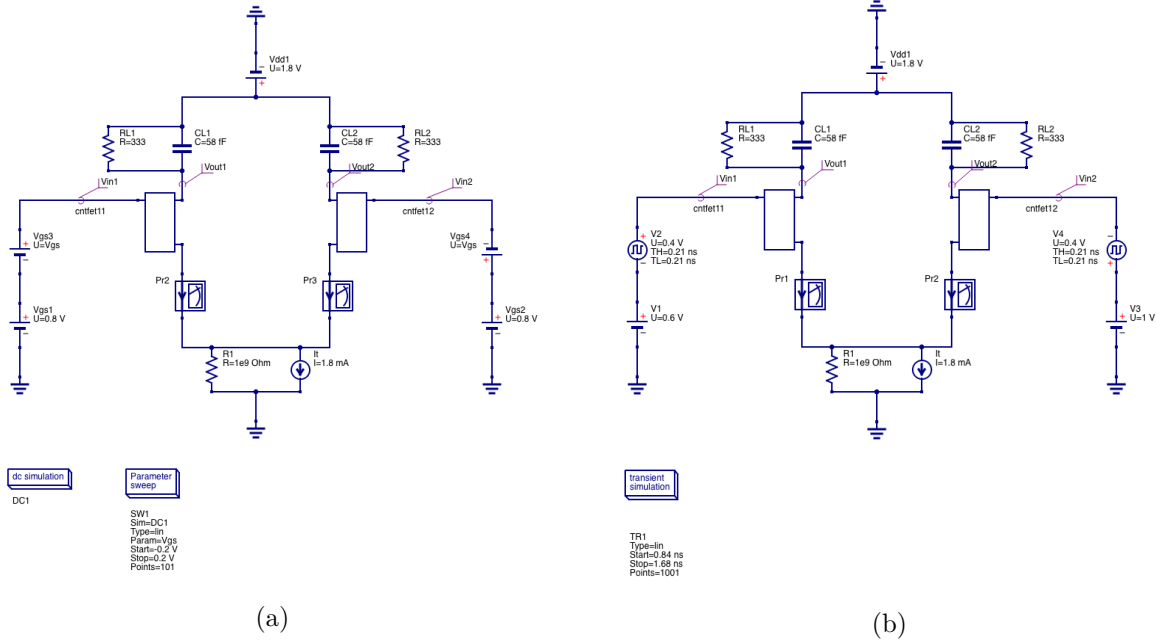 Vdd1
U=1.8 V
RL1
R=333
CL1
C=58 fF
CL2
C=58 fF
RL2
R=333
Vout1
Vout2
Vin1
Vin2
cntfet11
cntfet12
Vgs3
U=Vgs
Vgs4
U=Vgs
Pr2
Pr3
Vgs1
U=0.8 V
Vgs2
U=0.8 V
R1
R=1e9 Ohm
It
I=1.8 mA
dc simulation
DC1
Parameter
sweep
SW1
Sim=DC1
Type=lin
Param=Vgs
Start=-0.2 V
Stop=0.2 V
Points=101
(a)
Vdd1
U=1.8 V
RL1
R=333
CL1
C=58 fF
CL2
C=58 fF
RL2
R=333
Vout1
Vout2
Vin1
Vin2
cntfet11
cntfet12
V2
U=0.4 V
TH=0.21 ns
TL=0.21 ns
V4
U=0.4 V
TH=0.21 ns
TL=0.21 ns
Pr1
Pr2
V1
U=0.6 V
V3
U=1 V
R1
R=1e9 Ohm
It
I=1.8 mA
transient
simulation
TR1
Type=lin
Start=0.84 ns
Stop=1.68 ns
Points=1001
(b)